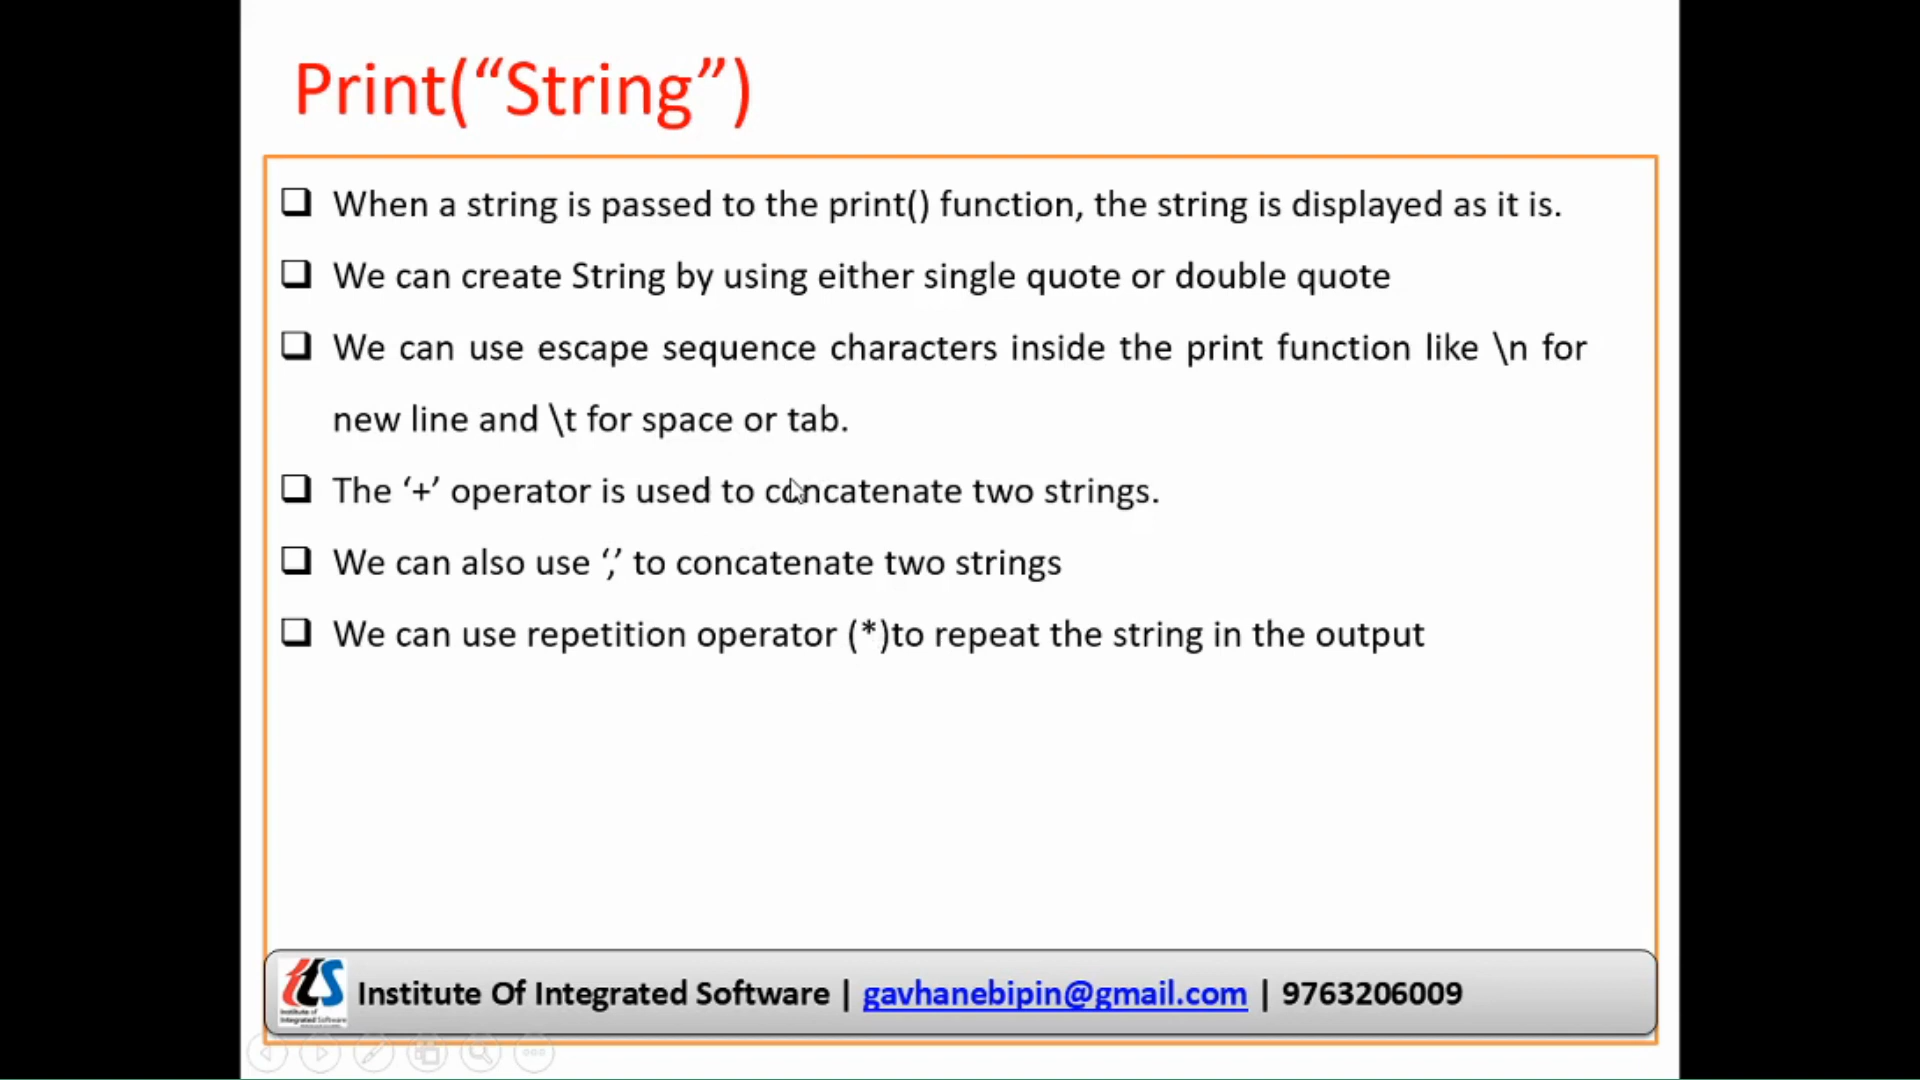 Print(“String”)
When a string is passed to the print() function, the string is displayed as it is.
We can create String by using either single quote or double quote
We can use escape sequence characters inside the print function like \n for
new line and \t for space or tab.
The ‘+’ operator is used to concatenate two strings.
We can also use ‘,’ to concatenate two strings
We can use repetition operator (*)to repeat the string in the output
Institute of
Integrated Software
Institute Of Integrated Software | gavhanebipin@gmail.com | 9763206009